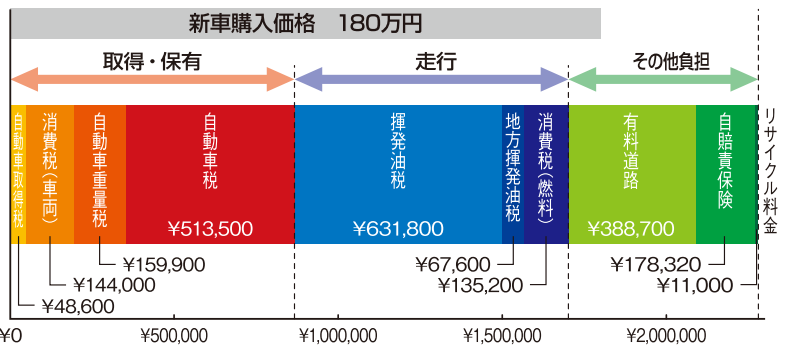 新車購入価格　180万円
取得・保有
走行
その他負担
自動車取得税
消費税（車両）
自動車重量税
自動車税
揮発油税
地方揮発油税
消費税（燃料）
有料道路
自賠責保険
リサイクル料金
¥513,500
¥631,800
¥388,700
¥159,900
¥67,600
¥178,320
¥144,000
¥135,200
¥11,000
¥48,600
¥0
¥500,000
¥1,000,000
¥1,500,000
¥2,000,000